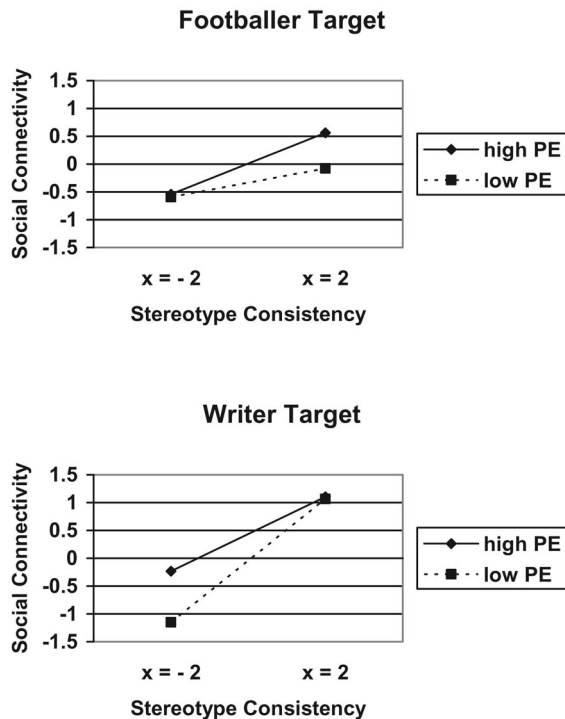 Footballer Target
Social Connectivity
1.5
1
0.5
0
-0.5
-1
-1.5
x = - 2
x = 2
Stereotype Consistency
high PE
low PE
Writer Target
Social Connectivity
1.5
1
0.5
0
-0.5
-1
-1.5
x = - 2
x = 2
Stereotype Consistency
high PE
low PE